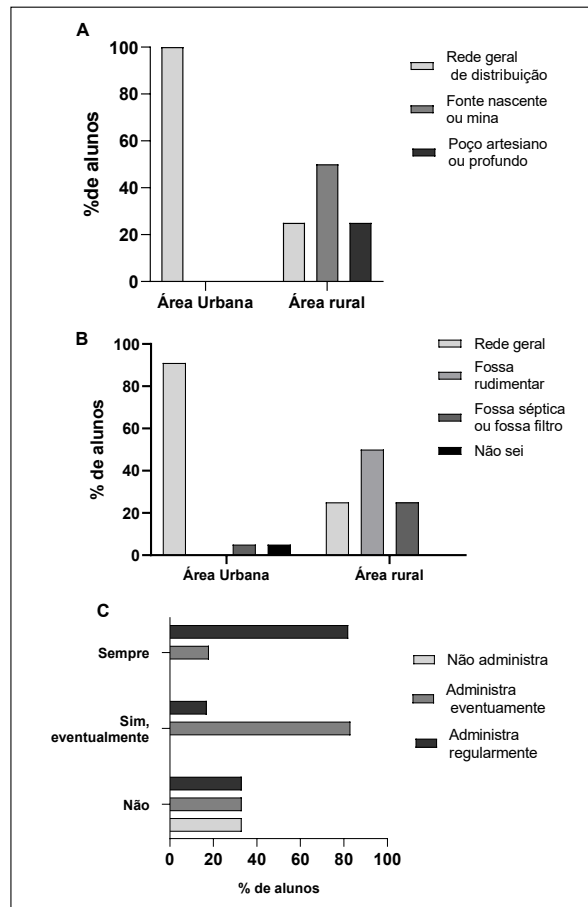 A
100
80
60
40
20
0
%de alunos
Área Urbana
Área rural
Rede geral
de distribuição
Fonte nascente
ou mina
Poço artesiano
ou profundo
B
100
80
60
40
20
0
% de alunos
Área Urbana
Área rural
Rede geral
Fossa
rudimentar
Fossa séptica
ou fossa filtro
Não sei
C
Sempre
Sim,
eventualmente
Não
0 20 40 60 80 100
% de alunos
Não administra
Administra
eventuamente
Administra
regularmente